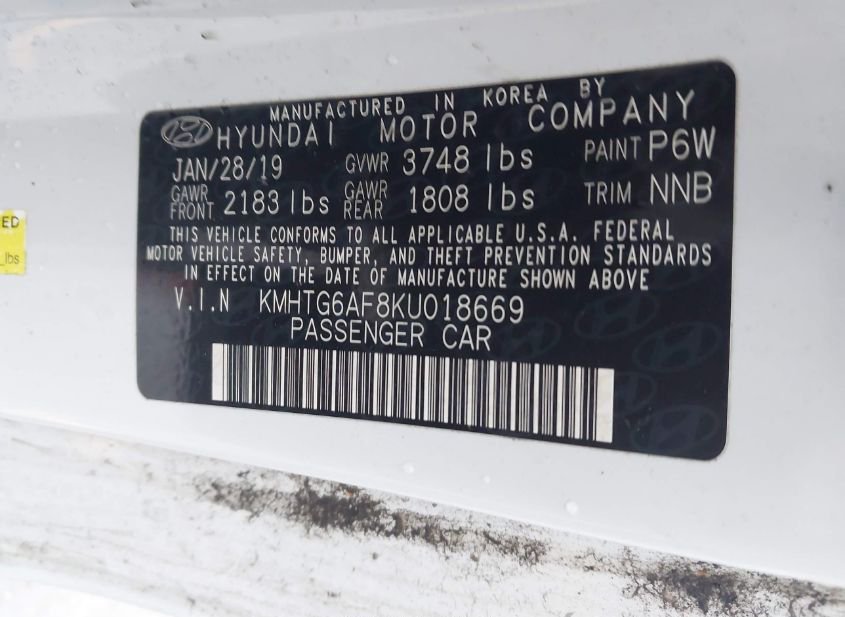 MANUFACTURED IN KOREA BY
HYUNDAI MOTOR COMPANY
JAN/28/19 GVWR 3748 lbs PAINT P6W
GAWR FRONT 2183 lbs GAWR REAR 1808 lbs TRIM NNB
THIS VEHICLE CONFORMS TO ALL APPLICABLE U.S.A. FEDERAL
MOTOR VEHICLE SAFETY, BUMPER, AND THEFT PREVENTION STANDARDS
IN EFFECT ON THE DATE OF MANUFACTURE SHOWN ABOVE
V.I.N KMHTG6AF8KU018669
PASSENGER CAR
ED
lbs